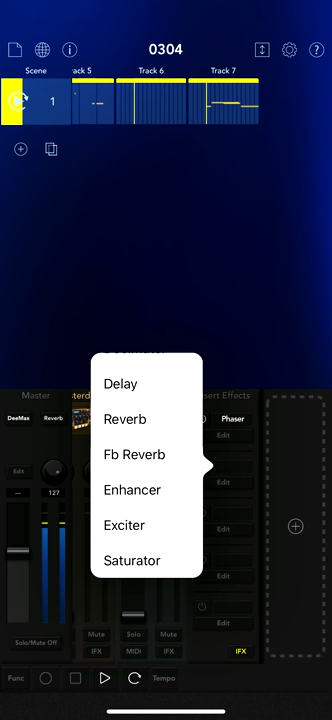 0304
Scene
ack 5
Track 6
Track 7
1
Delay
Reverb
Fb Reverb
Enhancer
Exciter
Saturator
Master
sterd
sert Effects
DeeMax
Reverb
Phaser
Edit
Edit
---
127
Edit
Edit
Edit
Edit
Solo/Mute Off
Mute
Solo
Mute
IFX
MIDI
IFX
IFX
Func
Tempo